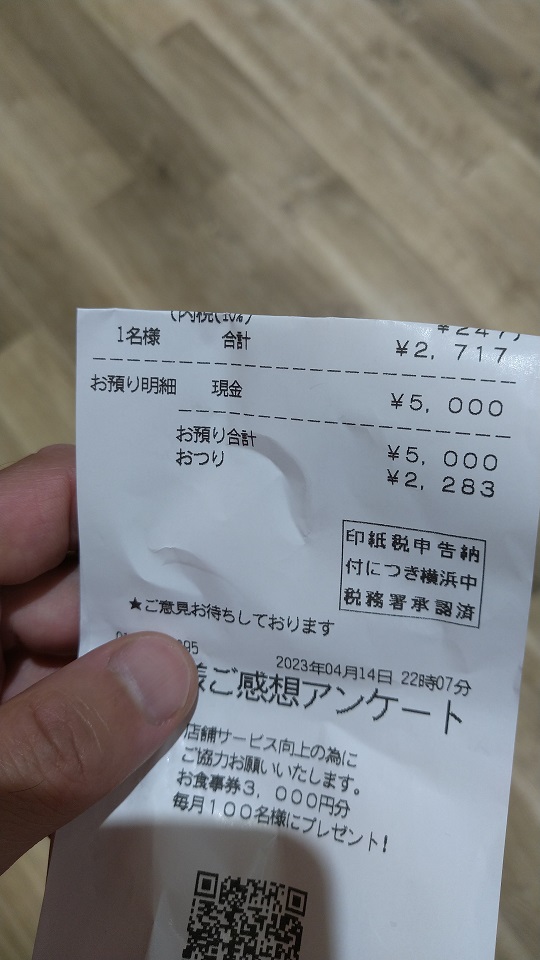 (内税(10%) ¥247)
1名様 合計 ¥2,717
お預り明細 現金 ¥5,000
お預り合計 ¥5,000
おつり ¥2,283
印紙税申告納
付につき横浜中
税務署承認済
★ご意見お待ちしております
2023年04月14日 22時07分
様ご感想アンケート
店舗サービス向上の為に
ご協力お願いいたします。
お食事券3,000円分
毎月100名様にプレゼント!